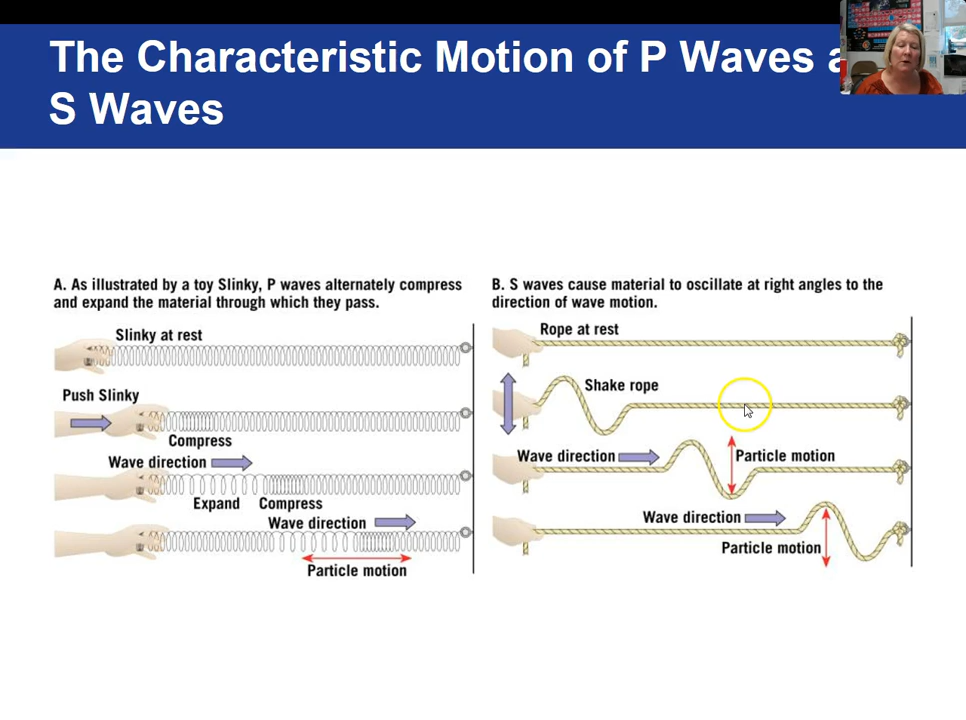 The Characteristic Motion of P Waves a
S Waves
A. As illustrated by a toy Slinky, P waves alternately compress
and expand the material through which they pass.
Slinky at rest
Push Slinky
Compress
Wave direction
Expand Compress
Wave direction
Particle motion
B. S waves cause material to oscillate at right angles to the
direction of wave motion.
Rope at rest
Shake rope
Wave direction
Particle motion
Wave direction
Particle motion